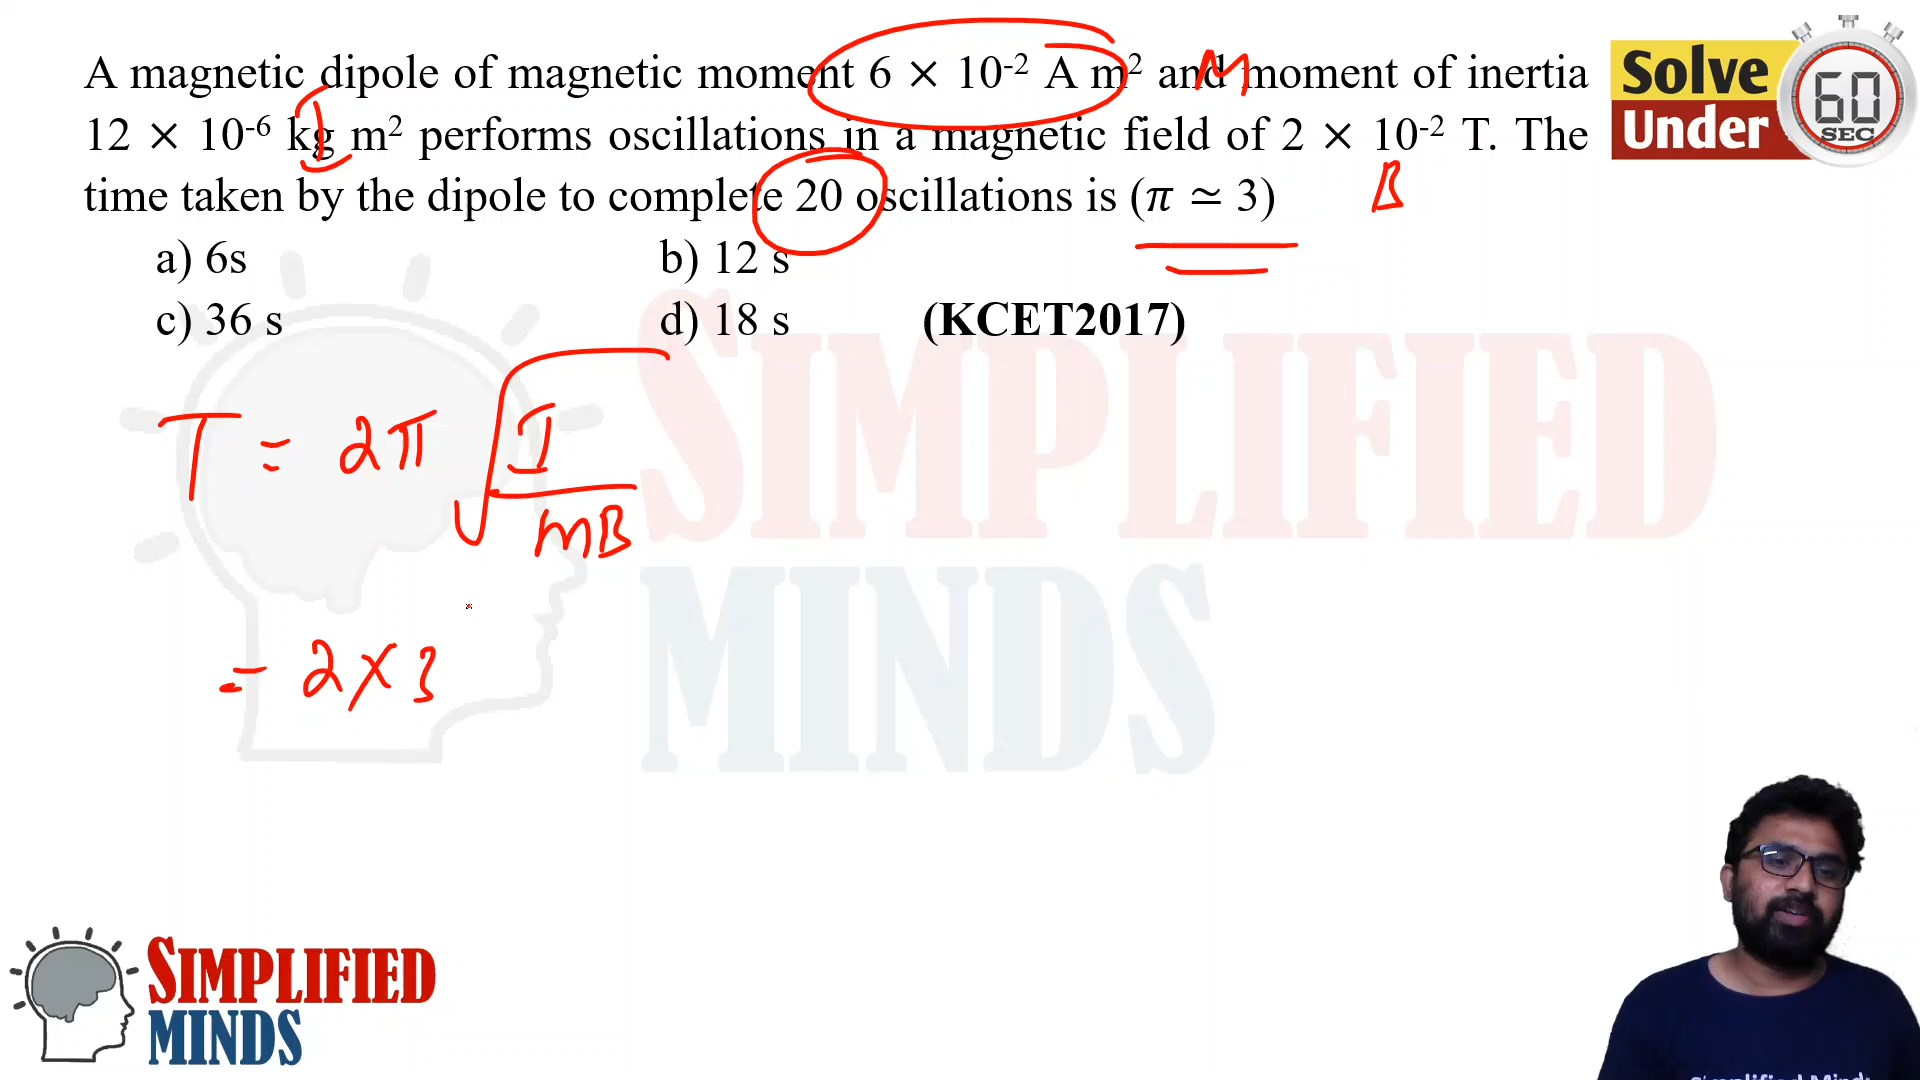 A magnetic dipole of magnetic moment 6 × 10⁻² A m² and moment of inertia
M
12 × 10⁻⁶ kg m² performs oscillations in a magnetic field of 2 × 10⁻² T. The
I
time taken by the dipole to complete 20 oscillations is (π ≃ 3)
B
a) 6s b) 12 s
c) 36 s d) 18 s (KCET2017)
Solve
Under
60
SEC
T = 2π √(I/MB)
= 2 × 3
SIMPLIFIED
MINDS
SIMPLIFIED
MINDS